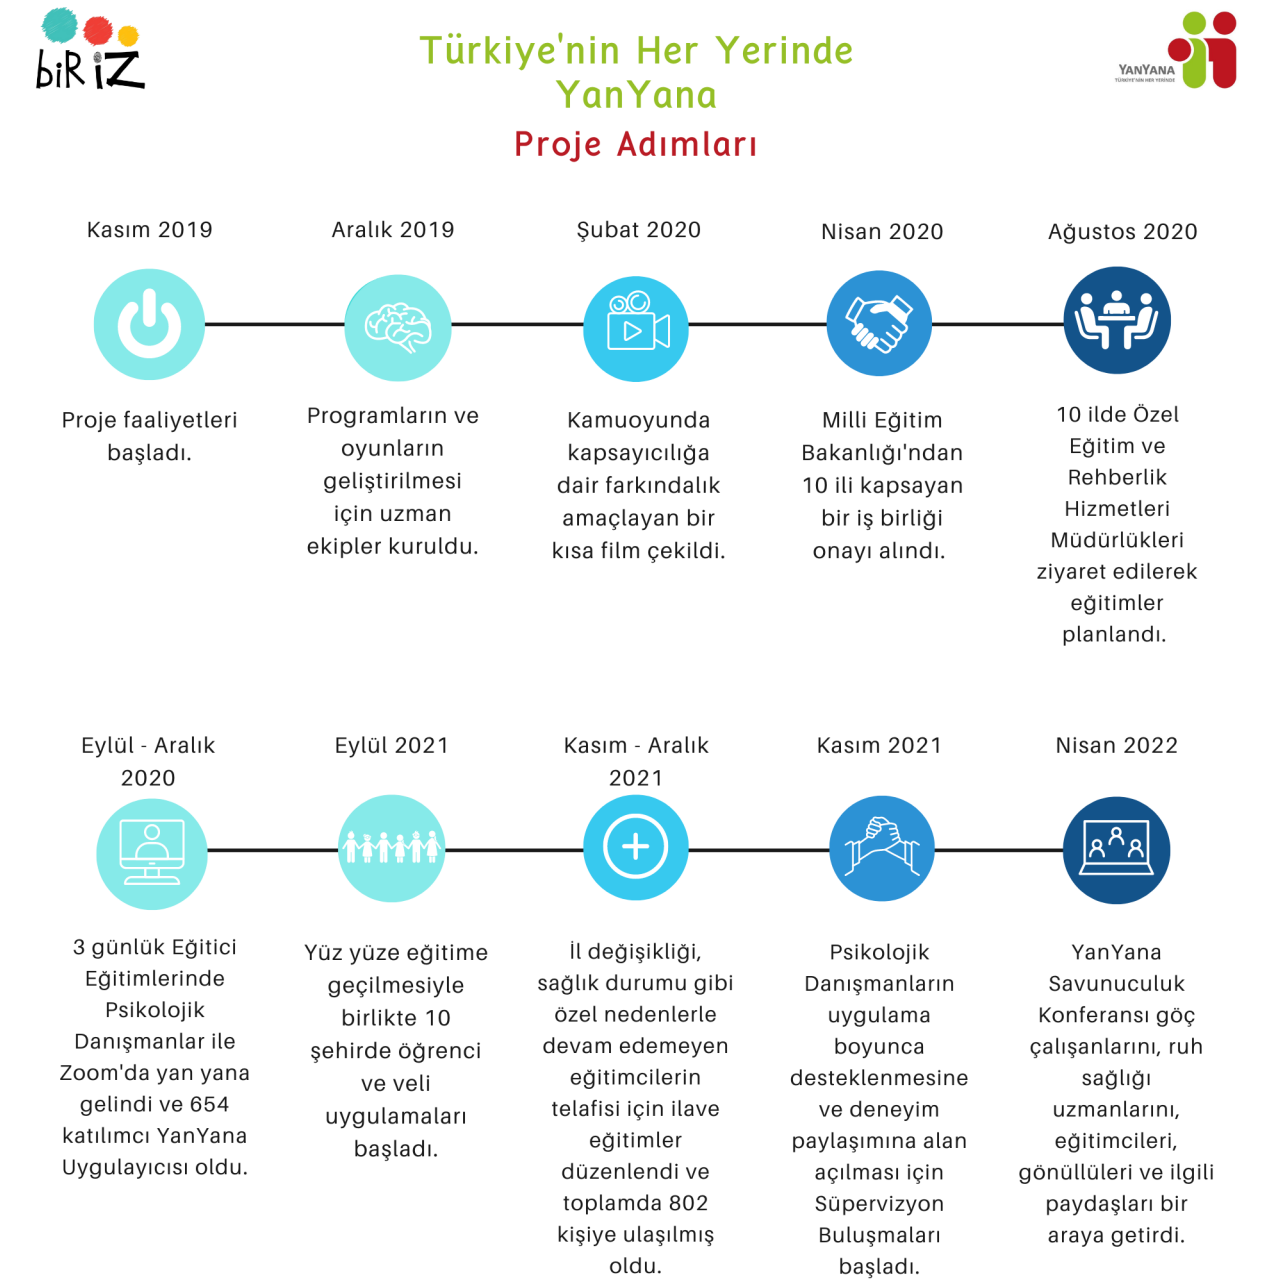 biR iZ
Türkiye'nin Her Yerinde
YanYana
Proje Adımları
YANYANA
TÜRKİYE'NİN HER YERİNDE
Kasım 2019
Proje faaliyetleri
başladı.
Aralık 2019
Programların ve
oyunların
geliştirilmesi
için uzman
ekipler kuruldu.
Şubat 2020
Kamuoyunda
kapsayıcılığa
dair farkındalık
amaçlayan bir
kısa film çekildi.
Nisan 2020
Milli Eğitim
Bakanlığı'ndan
10 ili kapsayan
bir iş birliği
onayı alındı.
Ağustos 2020
10 ilde Özel
Eğitim ve
Rehberlik
Hizmetleri
Müdürlükleri
ziyaret edilerek
eğitimler
planlandı.
Eylül - Aralık
2020
3 günlük Eğitici
Eğitimlerinde
Psikolojik
Danışmanlar ile
Zoom'da yan yana
gelindi ve 654
katılımcı YanYana
Uygulayıcısı oldu.
Eylül 2021
Yüz yüze eğitime
geçilmesiyle
birlikte 10
şehirde öğrenci
ve veli
uygulamaları
başladı.
Kasım - Aralık
2021
İl değişikliği,
sağlık durumu gibi
özel nedenlerle
devam edemeyen
eğitimcilerin
telafisi için ilave
eğitimler
düzenlendi ve
toplamda 802
kişiye ulaşılmış
oldu.
Kasım 2021
Psikolojik
Danışmanların
uygulama
boyunca
desteklenmesine
ve deneyim
paylaşımına alan
açılması için
Süpervizyon
Buluşmaları
başladı.
Nisan 2022
YanYana
Savunuculuk
Konferansı göç
çalışanlarını, ruh
sağlığı
uzmanlarını,
eğitimcileri,
gönüllüleri ve ilgili
paydaşları bir
araya getirdi.